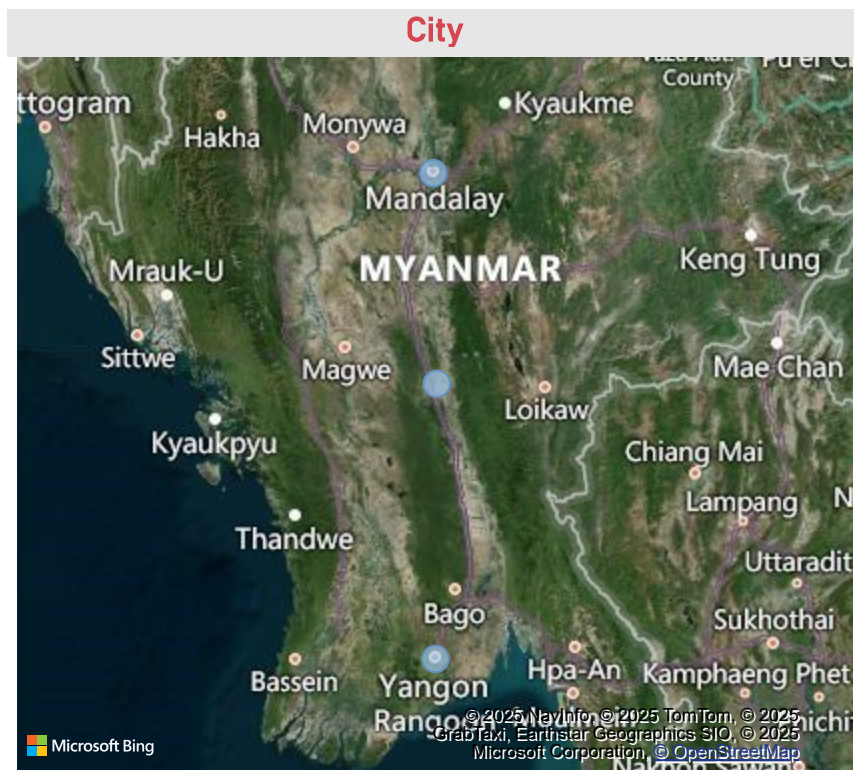 City
County
ttogram
Kyaukme
Monywa
Hakha
Mandalay
MYANMAR
Keng Tung
Mrauk-U
Sittwe
Magwe
Mae Chan
Loikaw
Kyaukpyu
Chiang Mai
Lampang
N
Thandwe
Uttaradit
Bago
Sukhothai
Hpa-An
Kamphaeng Phet
Bassein
Yangon
© 2025 NavInfo, © 2025 TomTom, © 2025
GrabTaxi, Earthstar Geographics SIO, © 2025
Microsoft Corporation, © OpenStreetMap
Microsoft Bing